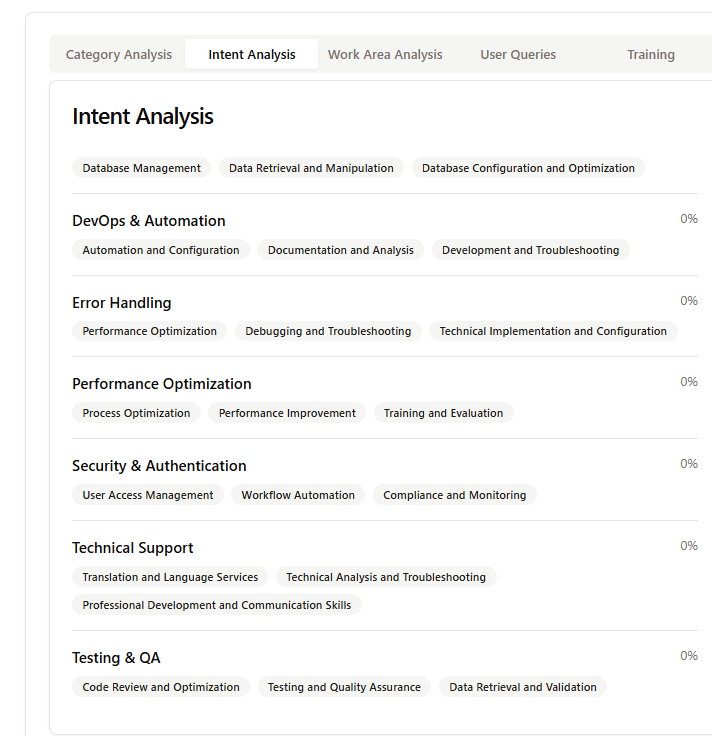 Category Analysis Intent Analysis Work Area Analysis User Queries Training
Intent Analysis
Database Management Data Retrieval and Manipulation Database Configuration and Optimization
DevOps & Automation 0%
Automation and Configuration Documentation and Analysis Development and Troubleshooting
Error Handling 0%
Performance Optimization Debugging and Troubleshooting Technical Implementation and Configuration
Performance Optimization 0%
Process Optimization Performance Improvement Training and Evaluation
Security & Authentication 0%
User Access Management Workflow Automation Compliance and Monitoring
Technical Support 0%
Translation and Language Services Technical Analysis and Troubleshooting
Professional Development and Communication Skills
Testing & QA 0%
Code Review and Optimization Testing and Quality Assurance Data Retrieval and Validation